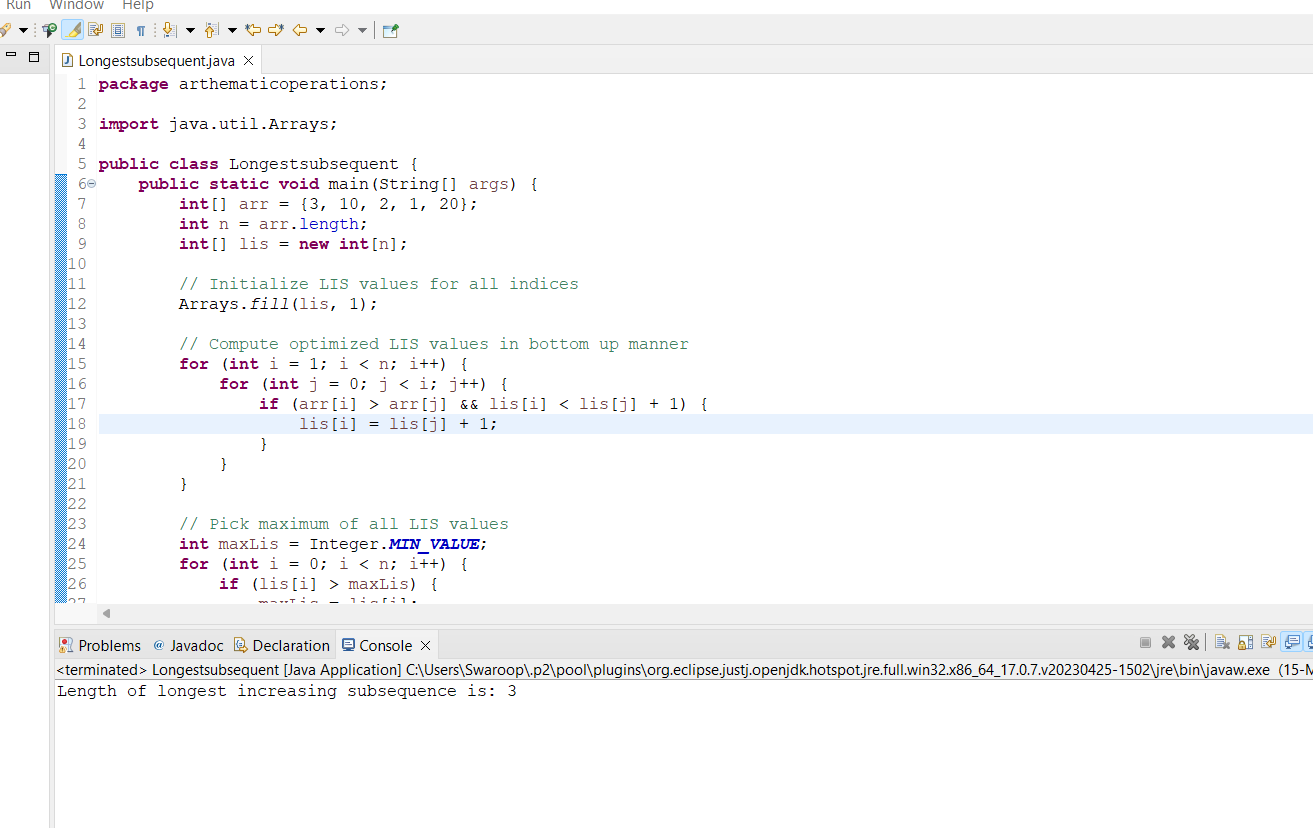 Run Window Help
Longestsubsequent.java
1 package arthematicoperations;
2
3 import java.util.Arrays;
4
5 public class Longestsubsequent {
6 public static void main(String[] args) {
7 int[] arr = {3, 10, 2, 1, 20};
8 int n = arr.length;
9 int[] lis = new int[n];
10
11 // Initialize LIS values for all indices
12 Arrays.fill(lis, 1);
13
14 // Compute optimized LIS values in bottom up manner
15 for (int i = 1; i < n; i++) {
16 for (int j = 0; j < i; j++) {
17 if (arr[i] > arr[j] && lis[i] < lis[j] + 1) {
18 lis[i] = lis[j] + 1;
19 }
20 }
21 }
22
23 // Pick maximum of all LIS values
24 int maxLis = Integer.MIN_VALUE;
25 for (int i = 0; i < n; i++) {
26 if (lis[i] > maxLis) {
27 maxLis = lis[i];
Problems @ Javadoc Declaration Console
<terminated> Longestsubsequent [Java Application] C:\Users\Swaroop\.p2\pool\plugins\org.eclipse.justj.openjdk.hotspot.jre.full.win32.x86_64_17.0.7.v20230425-1502\jre\bin\javaw.exe (15-M
Length of longest increasing subsequence is: 3